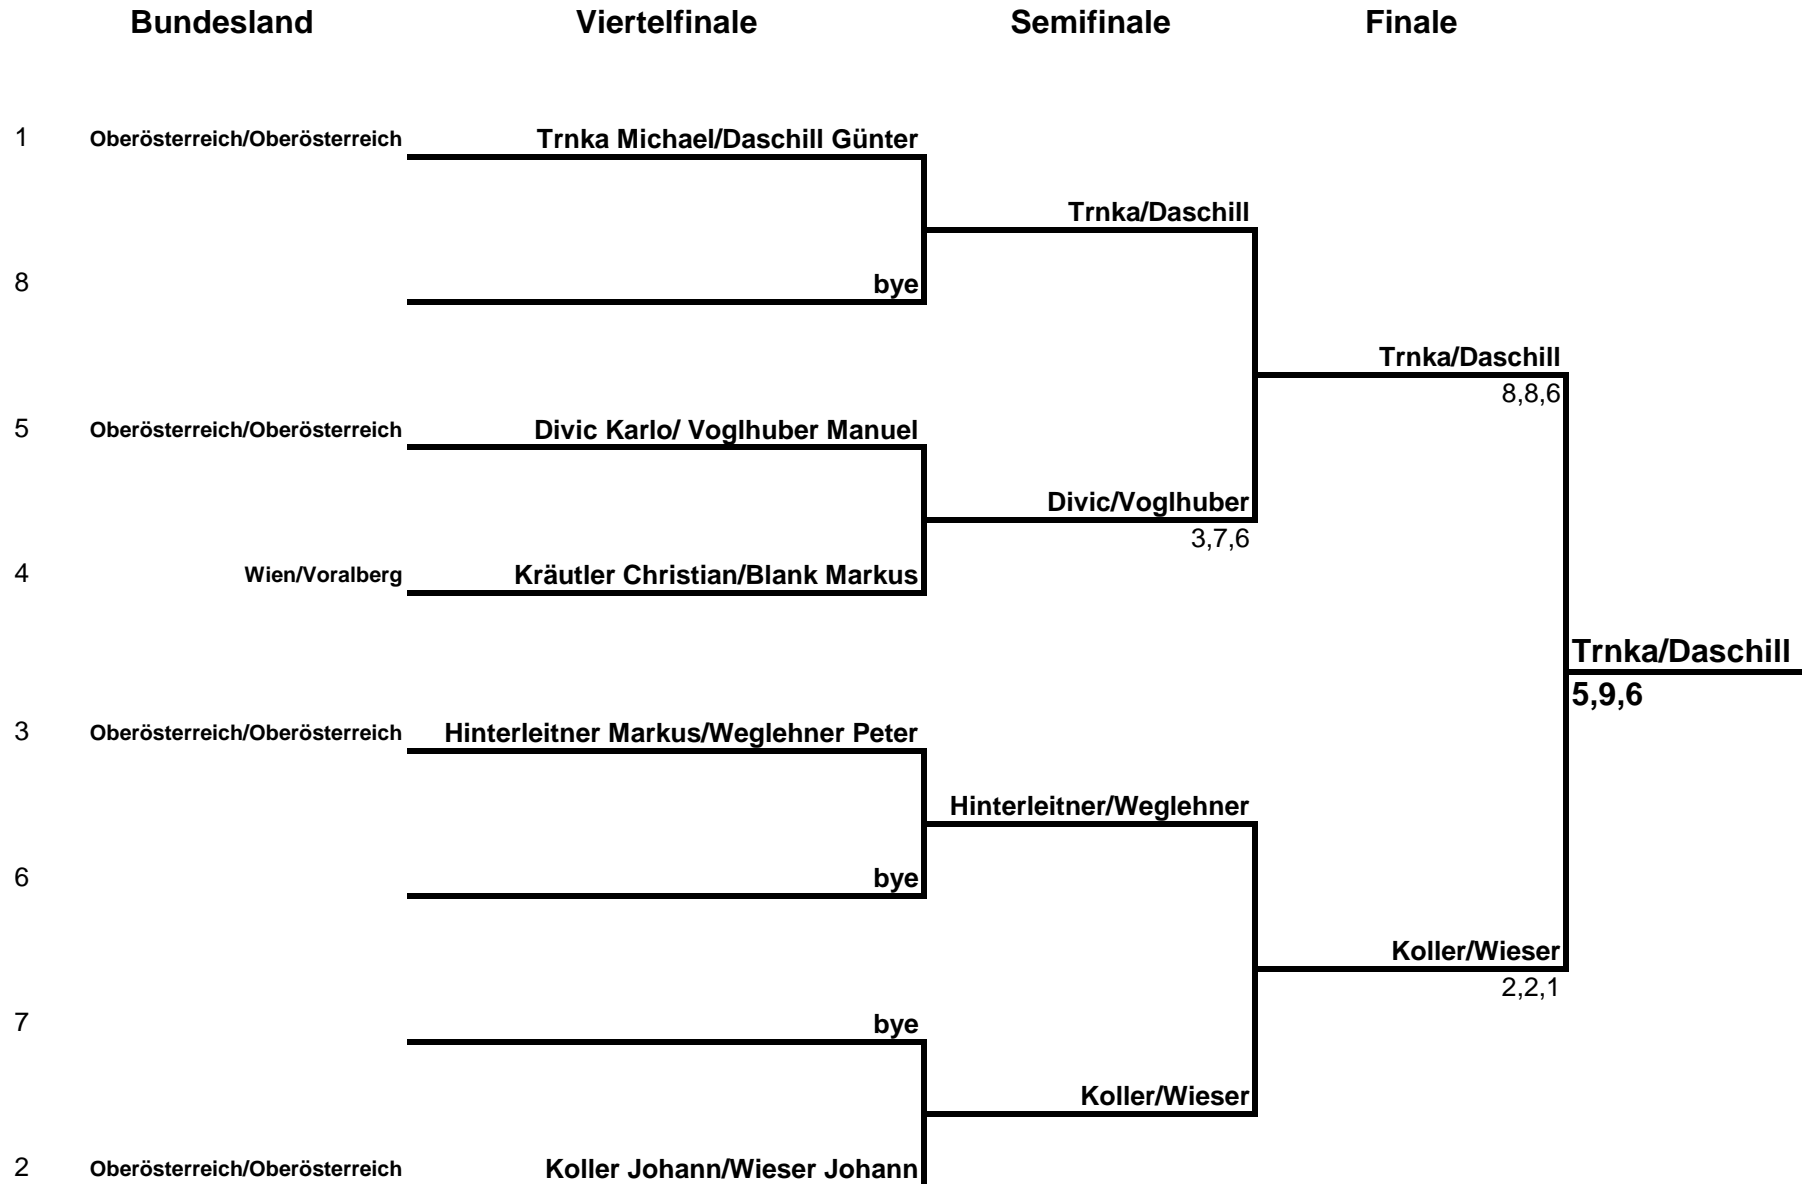 Bundesland Viertelfinale Semifinale Finale
1 Oberösterreich/Oberösterreich Trnka Michael/Daschill Günter
Trnka/Daschill
8 bye
Trnka/Daschill
8,8,6
5 Oberösterreich/Oberösterreich Divic Karlo/ Voglhuber Manuel
Divic/Voglhuber
3,7,6
4 Wien/Voralberg Kräutler Christian/Blank Markus
Trnka/Daschill
5,9,6
3 Oberösterreich/Oberösterreich Hinterleitner Markus/Weglehner Peter
Hinterleitner/Weglehner
6 bye
Koller/Wieser
2,2,1
7 bye
Koller/Wieser
2 Oberösterreich/Oberösterreich Koller Johann/Wieser Johann